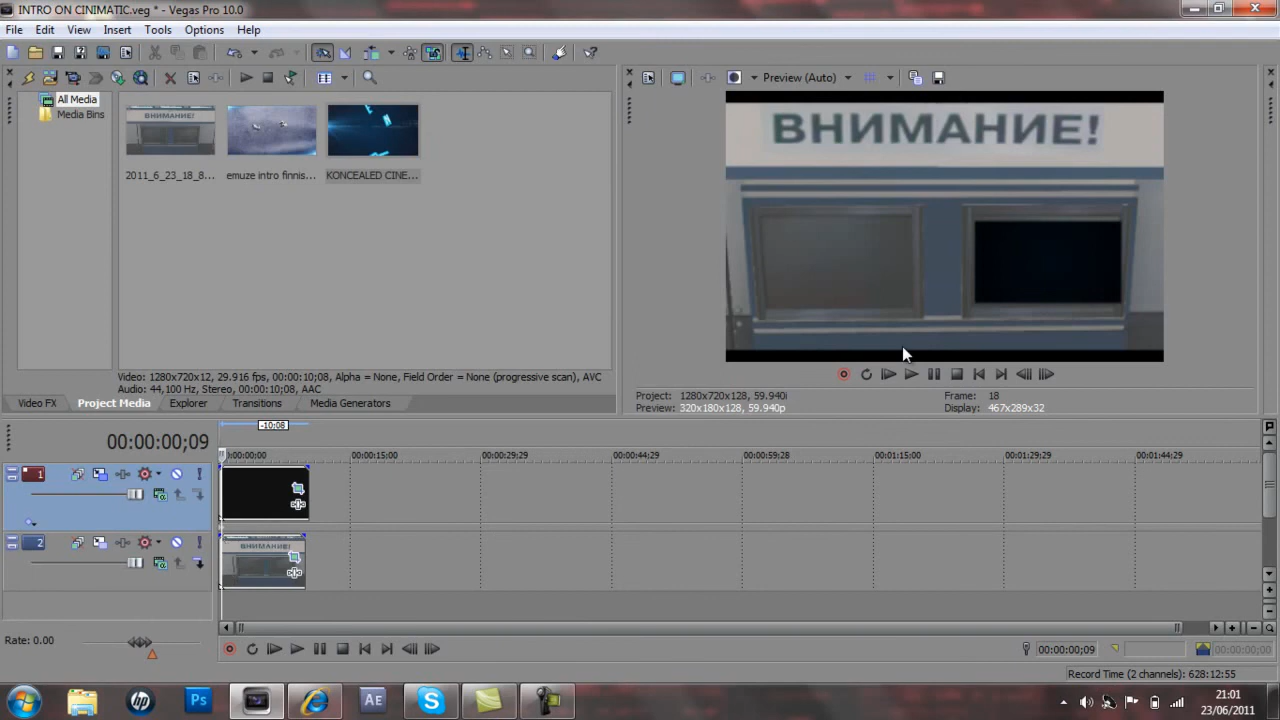 INTRO ON CINIMATIC.veg * - Vegas Pro 10.0
File Edit View Insert Tools Options Help
Preview (Auto)
All Media
Media Bins
ВНИМАНИЕ!
2011_6_23_18_8... emuze intro finnis... KONCEALED CINE...
ВНИМАНИЕ!
Video: 1280x720x12, 29.916 fps, 00:00:10;08, Alpha = None, Field Order = None (progressive scan), AVC
Audio: 44,100 Hz, Stereo, 00:00:10;08, AAC
Video FX Project Media Explorer Transitions Media Generators
Project: 1280x720x128, 59.940i Frame: 18
Preview: 320x180x128, 59.940p Display: 467x289x32
00:00:00;09
-10;08
00:00:15;00 00:00:29;29 00:00:44;29 00:00:59;28 00:01:15;00 00:01:29;29 00:01:44;29
1
2
ВНИМАНИЕ!
Rate: 0.00
00:00:00;09 00:00:00;00
Record Time (2 channels): 628:12:55
hp Ps AE S
21:01
23/06/2011